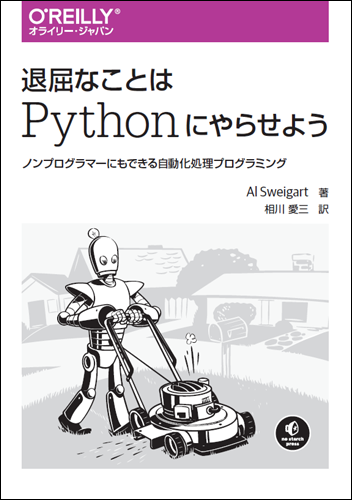 O'REILLY®
オライリー・ジャパン
退屈なことは
Pythonにやらせよう
ノンプログラマーにもできる自動化処理プログラミング
Al Sweigart 著
相川 愛三 訳
no starch
press